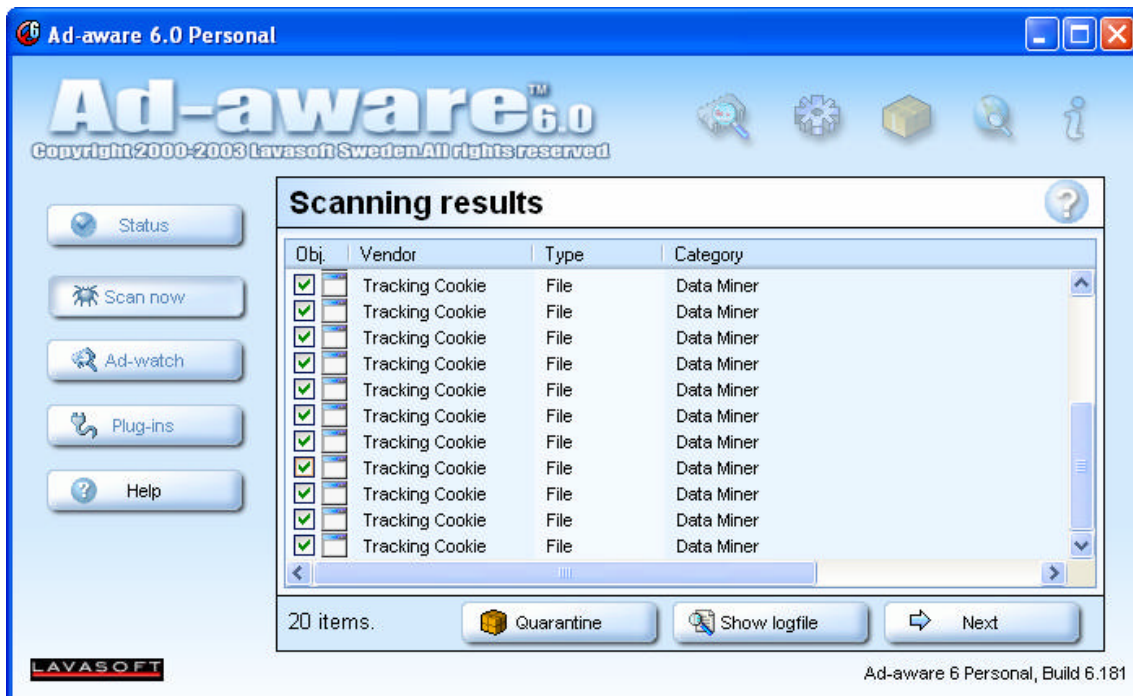 Ad-aware 6.0 Personal
Ad-aware 6.0 TM
Copyright 2000-2003 Lavasoft Sweden. All rights reserved
Status
Scan now
Ad-watch
Plug-ins
Help
Scanning results
Obj. Vendor Type Category
Tracking Cookie File Data Miner
Tracking Cookie File Data Miner
Tracking Cookie File Data Miner
Tracking Cookie File Data Miner
Tracking Cookie File Data Miner
Tracking Cookie File Data Miner
Tracking Cookie File Data Miner
Tracking Cookie File Data Miner
Tracking Cookie File Data Miner
Tracking Cookie File Data Miner
Tracking Cookie File Data Miner
20 items. Quarantine Show logfile Next
LAVASOFT
Ad-aware 6 Personal, Build 6.181